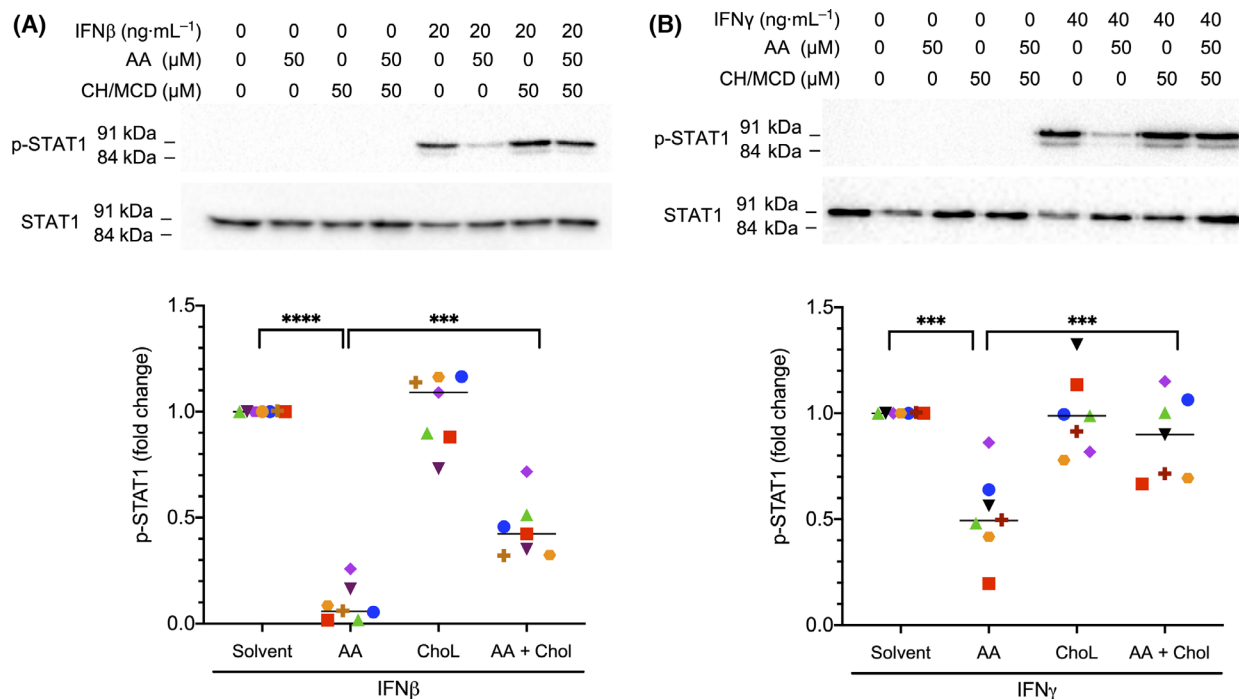 (A)
IFNβ (ng·mL–1) 0 0 0 0 20 20 20 20
AA (μM) 0 50 0 50 0 50 0 50
CH/MCD (μM) 0 0 50 50 0 0 50 50
p-STAT1 91 kDa
84 kDa
STAT1 91 kDa
84 kDa
p-STAT1 (fold change)
1.5
1.0
0.5
0.0
**** ***
Solvent AA ChoL AA + Chol
IFNβ
(B)
IFNγ (ng·mL–1) 0 0 0 0 40 40 40 40
AA (μM) 0 50 0 50 0 50 0 50
CH/MCD (μM) 0 0 50 50 0 0 50 50
p-STAT1 91 kDa
84 kDa
STAT1 91 kDa
84 kDa
p-STAT1 (fold change)
1.5
1.0
0.5
0.0
*** ***
Solvent AA ChoL AA + Chol
IFNγ